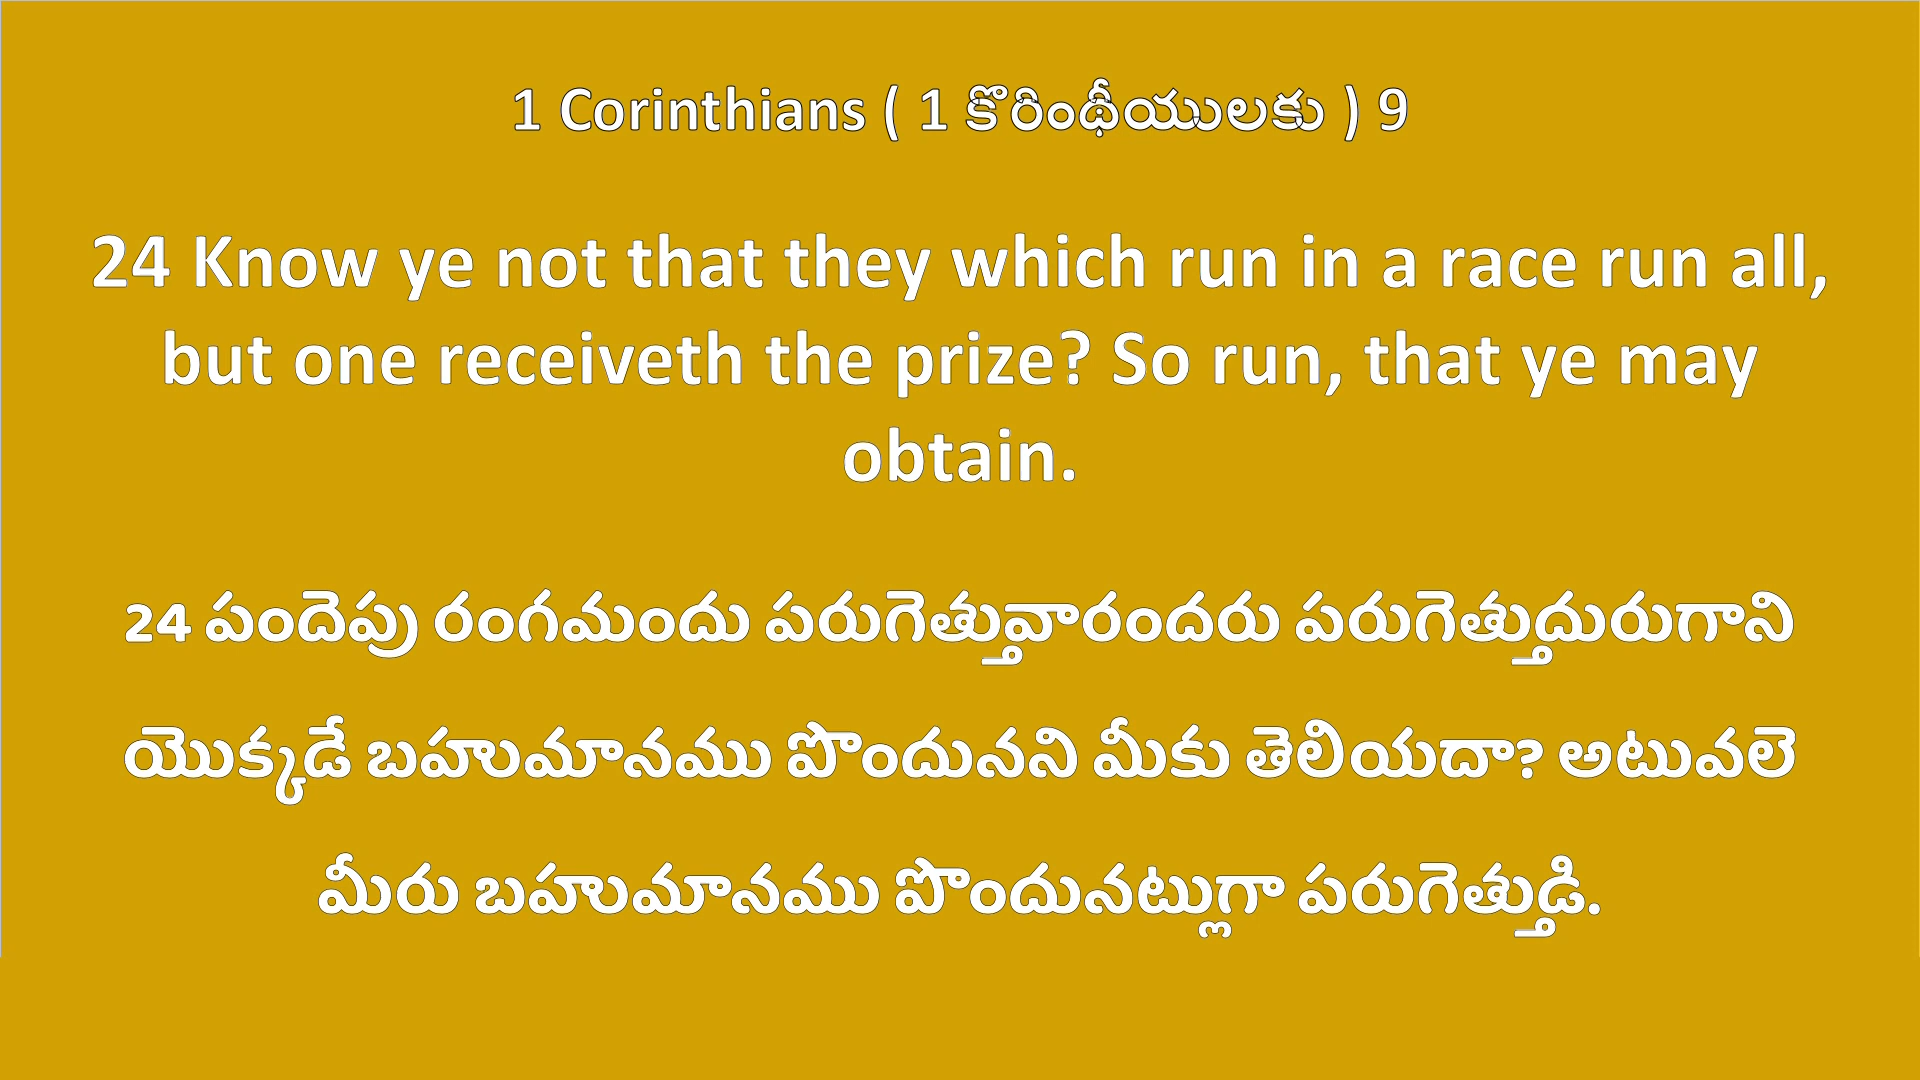 1 Corinthians ( 1 కొరింథీయులకు ) 9
24 Know ye not that they which run in a race run all,
but one receiveth the prize? So run, that ye may
obtain.
24 పందెపు రంగమందు పరుగెత్తువారందరు పరుగెత్తుదురుగాని
యొక్కడే బహుమానము పొందునని మీకు తెలియదా? అటువలె
మీరు బహుమానము పొందునట్లుగా పరుగెత్తుడి.